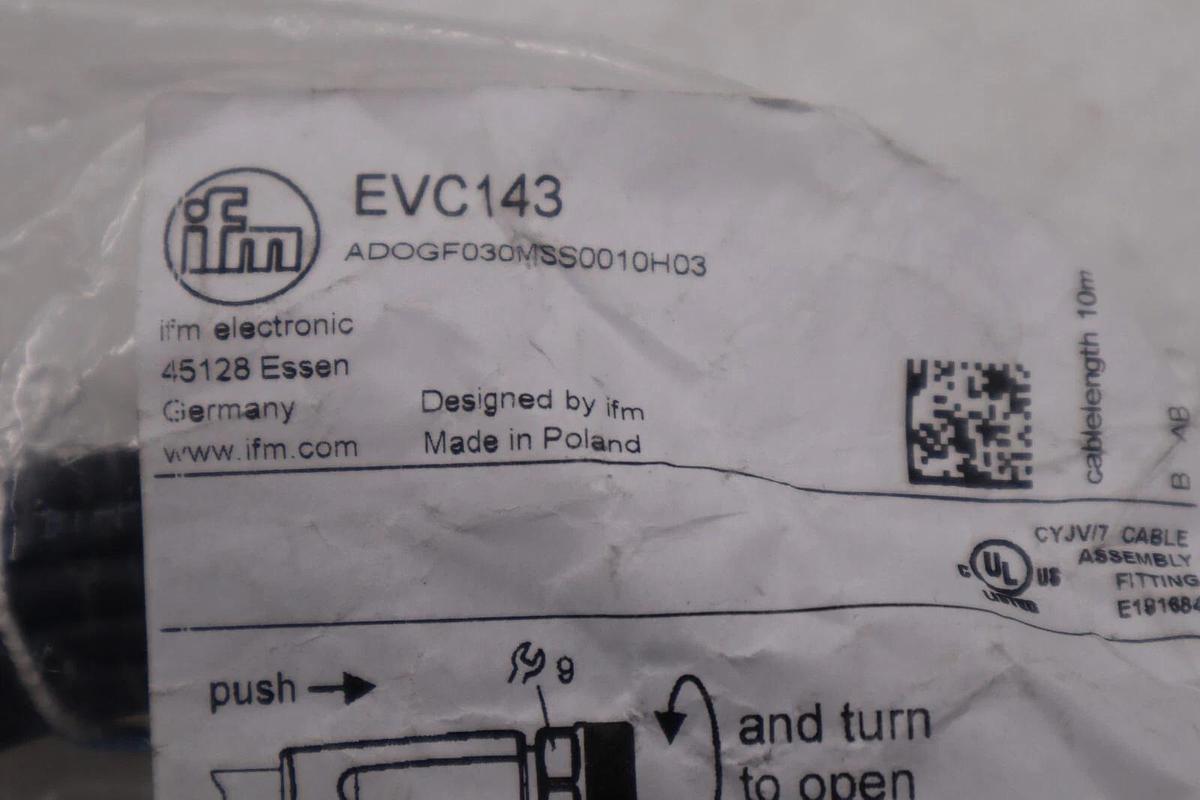 ifm
EVC143
ADOGF030MSS0010H03
ifm electronic
45128 Essen
Germany
www.ifm.com
Designed by ifm
Made in Poland
cablelength 10m
B AB
CYJV/7 CABLE
ASSEMBLY
FITTING
E191684
C UL US
LISTED
push
9
and turn
to open